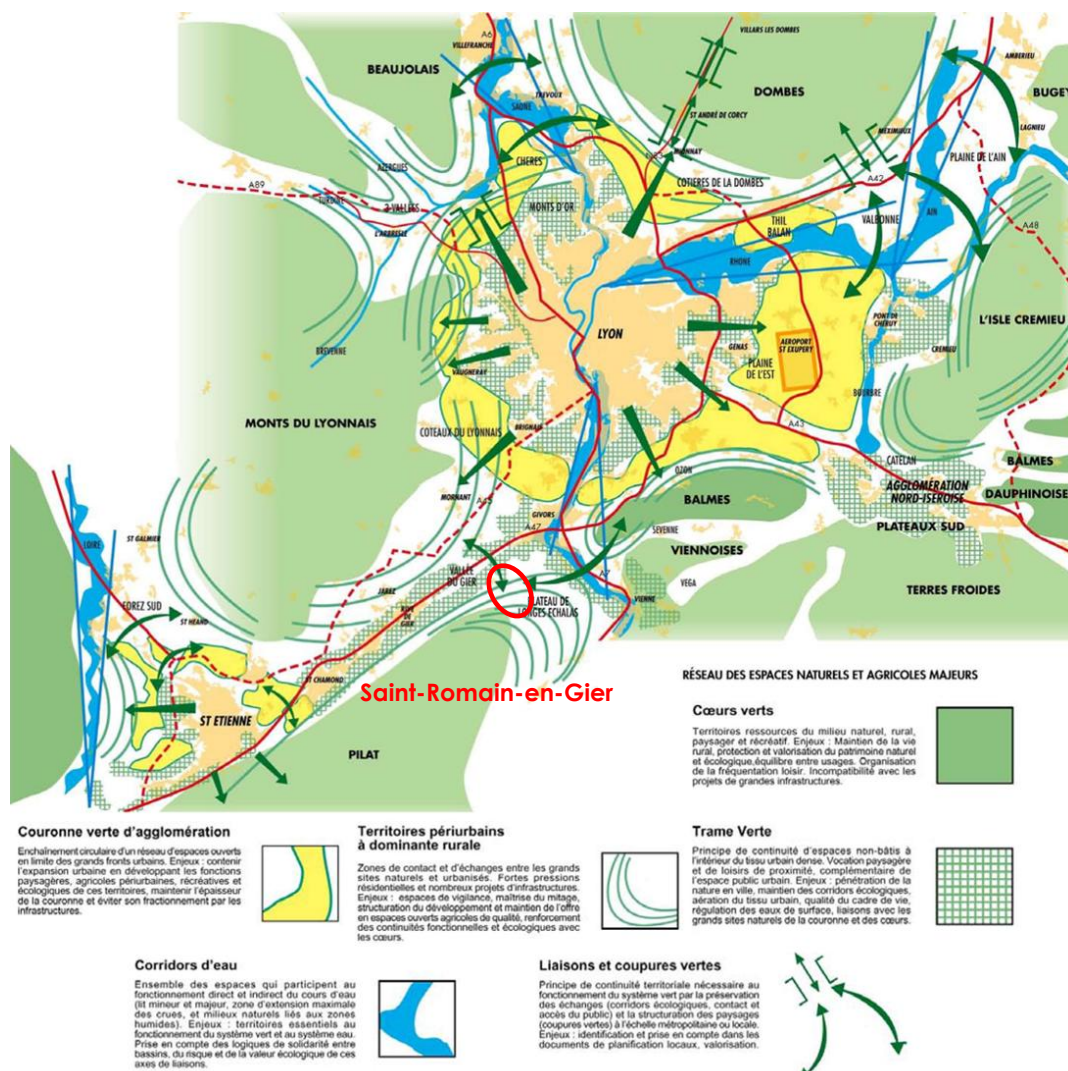 A6
VILLEFRANCHE
VILLARS LES DOMBES
AMBERIEU
BEAUJOLAIS
DOMBES
BUGEY
TREVOUX
SAONE
ST ANDRÉ DE CORCY
LAGNIEU
MIONNAY
MEXIMIEUX
PLAINE DE L'AIN
CHERES
AZERGUES
A89
COTIERES DE LA DOMBES
A42
3 VALLEES
MONTS D'OR
THIL
BALAN
VALBONNE
AIN
A48
L'ARBRESLE
RHONE
L'ISLE CREMIEU
PONT DE
CHERUY
LYON
GENAS
AEROPORT
ST EXUPERY
CREMIEU
BREVENNE
PLAINE
DE L'EST
VAUGNERAY
BOURBRE
MONTS DU LYONNAIS
COTEAUX DU LYONNAIS
BRIGNAIS
A43
CATELAN
BALMES
OZON
AGGLOMÉRATION
NORD-ISEROISE
DAUPHINOISE
MORNANT
A45
BALMES
GIVORS
PLATEAUX SUD
A47
SEVENNE
LOIRE
ST GALMIER
VIENNOISES
VALLÉE
DU GIER
A7
VEGA
TERRES FROIDES
FOREZ SUD
JAREZ
VIENNE
PLATEAU DE
LONGES ECHALAS
ST HEAND
RIVE
DE
GIER
ST CHAMOND
Saint-Romain-en-Gier
ST ETIENNE
PILAT
RÉSEAU DES ESPACES NATURELS ET AGRICOLES MAJEURS
Cœurs verts
Territoires ressources du milieu naturel, rural,
paysager et récréatif. Enjeux : Maintien de la vie
rural, protection et valorisation du patrimoine naturel
et écologique,équilibre entre usages. Organisation
de la fréquentation loisir. Incompatibilité avec les
projets de grandes infrastructures.
Couronne verte d'agglomération
Enchaînement circulaire d'un réseau d'espaces ouverts
en limite des grands fronts urbains. Enjeux : contenir
l'expansion urbaine en développant les fonctions
paysagères, agricoles périurbaines, récréatives et
écologiques de ces territoires, maintenir l'épaisseur
de la couronne et éviter son fractionnement par les
infrastructures.
Territoires périurbains
à dominante rurale
Zones de contact et d'échanges entre les grands
sites naturels et urbanisés. Fortes pressions
résidentielles et nombreux projets d'infrastructures.
Enjeux : espaces de vigilance, maîtrise du mitage,
structuration du développement et maintien de l'offre
en espaces ouverts agricoles de qualité, renforcement
des continuités fonctionnelles et écologiques avec
les cœurs.
Trame Verte
Principe de continuité d'espaces non-bâtis à
l'intérieur du tissu urbain dense. Vocation paysagère
et de loisirs de proximité, complémentaire de
l'espace public urbain. Enjeux : pénétration de la
nature en ville, maintien des corridors écologiques,
aération du tissu urbain, qualité du cadre de vie,
régulation des eaux de surface, liaisons avec les
grands sites naturels de la couronne et des cœurs.
Corridors d'eau
Ensemble des espaces qui participent au
fonctionnement direct et indirect du cours d'eau
(lit mineur et majeur, zone d'extension maximale
des crues, et milieux naturels liés aux zones
humides). Enjeux : territoires essentiels au
fonctionnement du système vert et au système eau.
Prise en compte des logiques de solidarité entre
bassins, du risque et de la valeur écologique de ces
axes de liaisons.
Liaisons et coupures vertes
Principe de continuité territoriale nécessaire au
fonctionnement du système vert par la préservation
des échanges (corridors écologiques, contact et
accès du public) et la structuration des paysages
(coupures vertes) à l'échelle métropolitaine ou locale.
Enjeux : identification et prise en compte dans les
documents de planification locaux, valorisation.